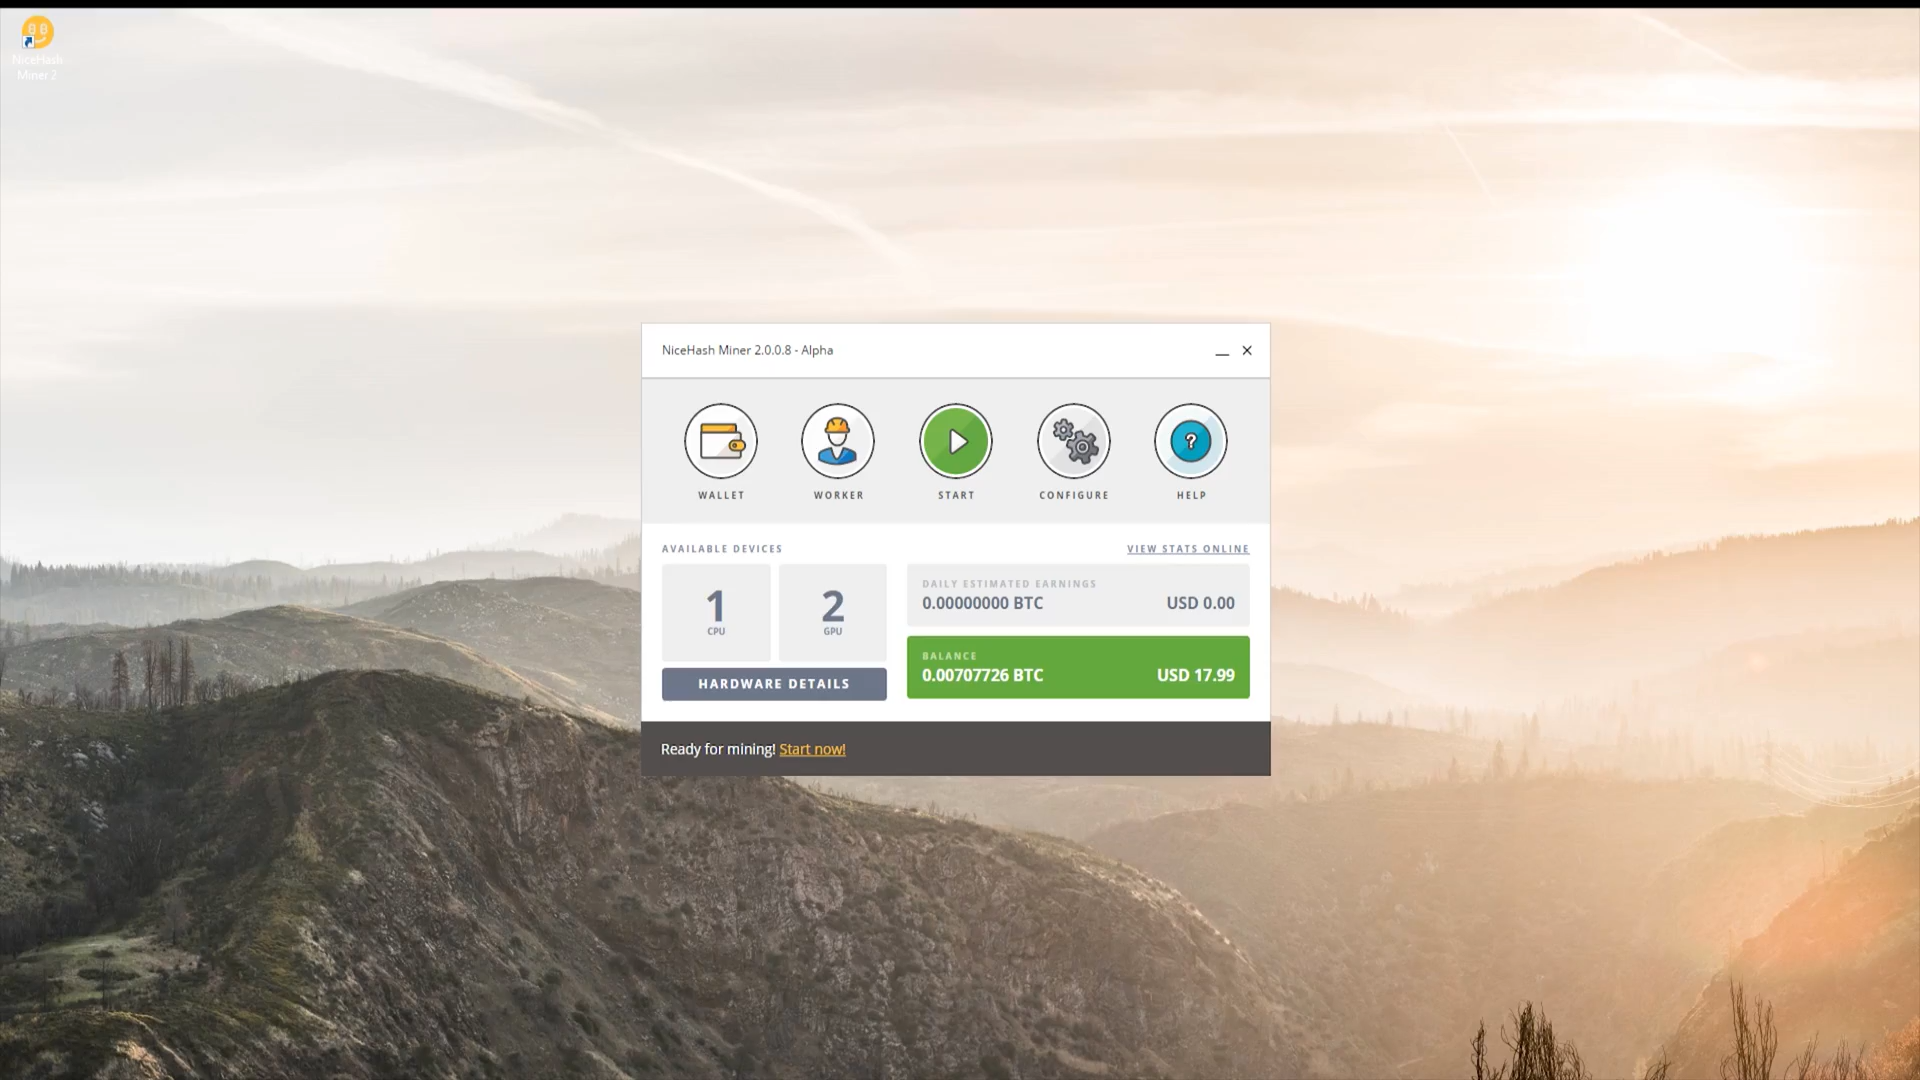 NiceHash
Miner 2
NiceHash Miner 2.0.0.8 - Alpha
WALLET
WORKER
START
CONFIGURE
HELP
AVAILABLE DEVICES
VIEW STATS ONLINE
1
CPU
2
GPU
HARDWARE DETAILS
DAILY ESTIMATED EARNINGS
0.00000000 BTC USD 0.00
BALANCE
0.00707726 BTC USD 17.99
Ready for mining! Start now!